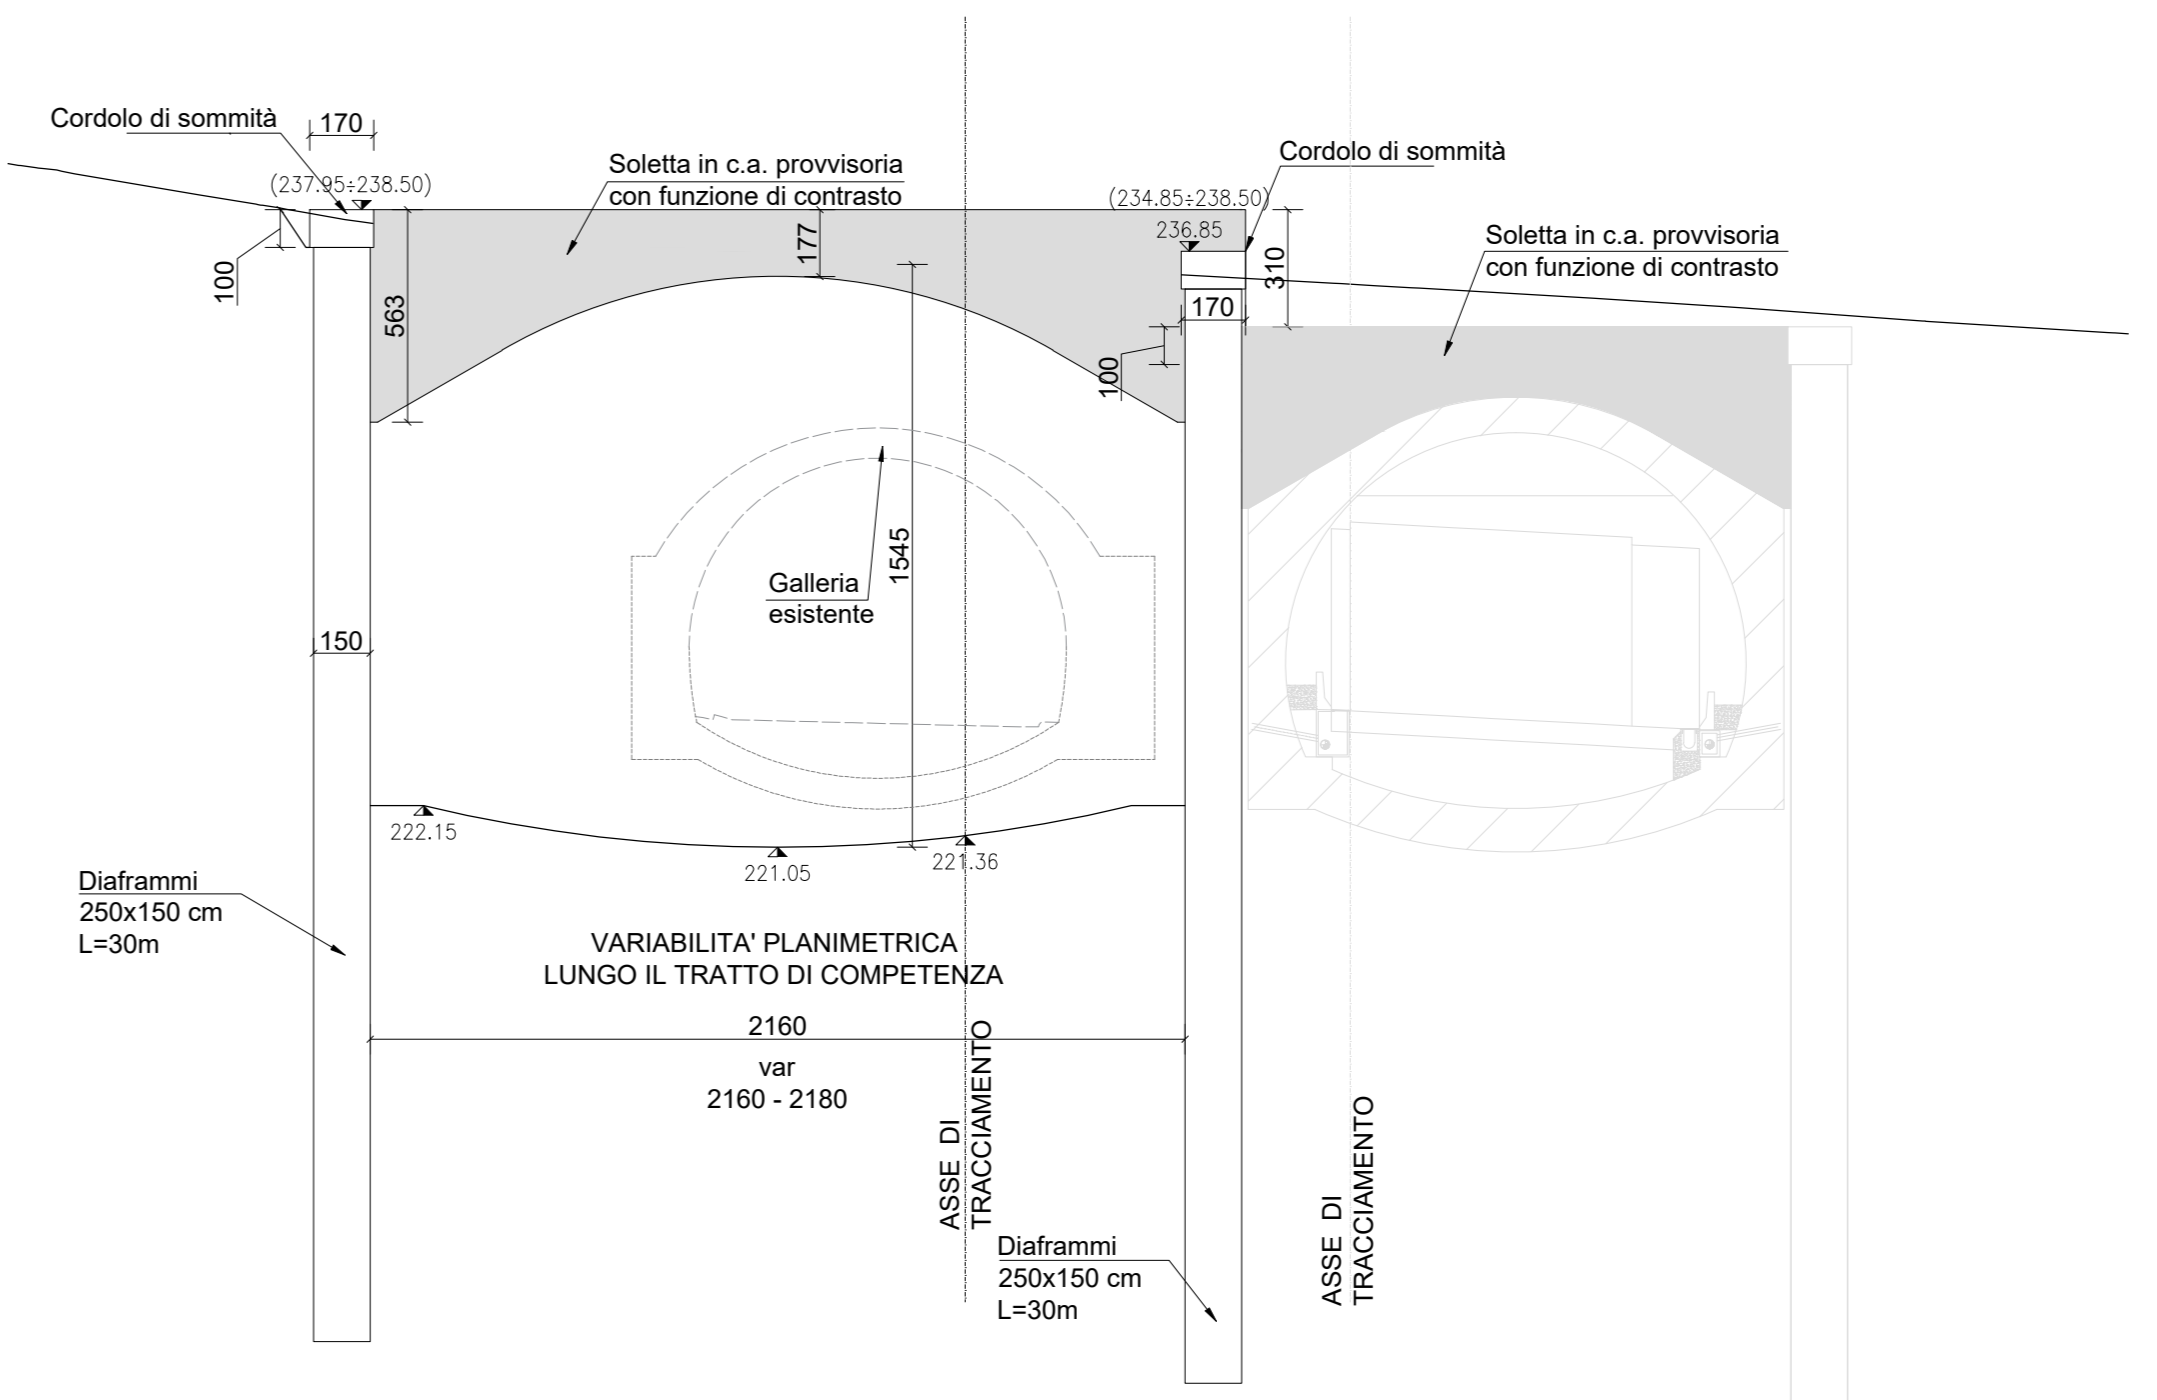 Cordolo di sommità
170
Cordolo di sommità
Soletta in c.a. provvisoria
con funzione di contrasto
(237.95÷238.50)
(234.85÷238.50)
236.85
Soletta in c.a. provvisoria
con funzione di contrasto
100
177
310
563
170
100
1545
Galleria
esistente
150
222.15
221.05
221.36
Diaframmi
250x150 cm
L=30m
VARIABILITA' PLANIMETRICA
LUNGO IL TRATTO DI COMPETENZA
2160
var
2160 - 2180
ASSE DI
TRACCIAMENTO
ASSE DI
TRACCIAMENTO
Diaframmi
250x150 cm
L=30m